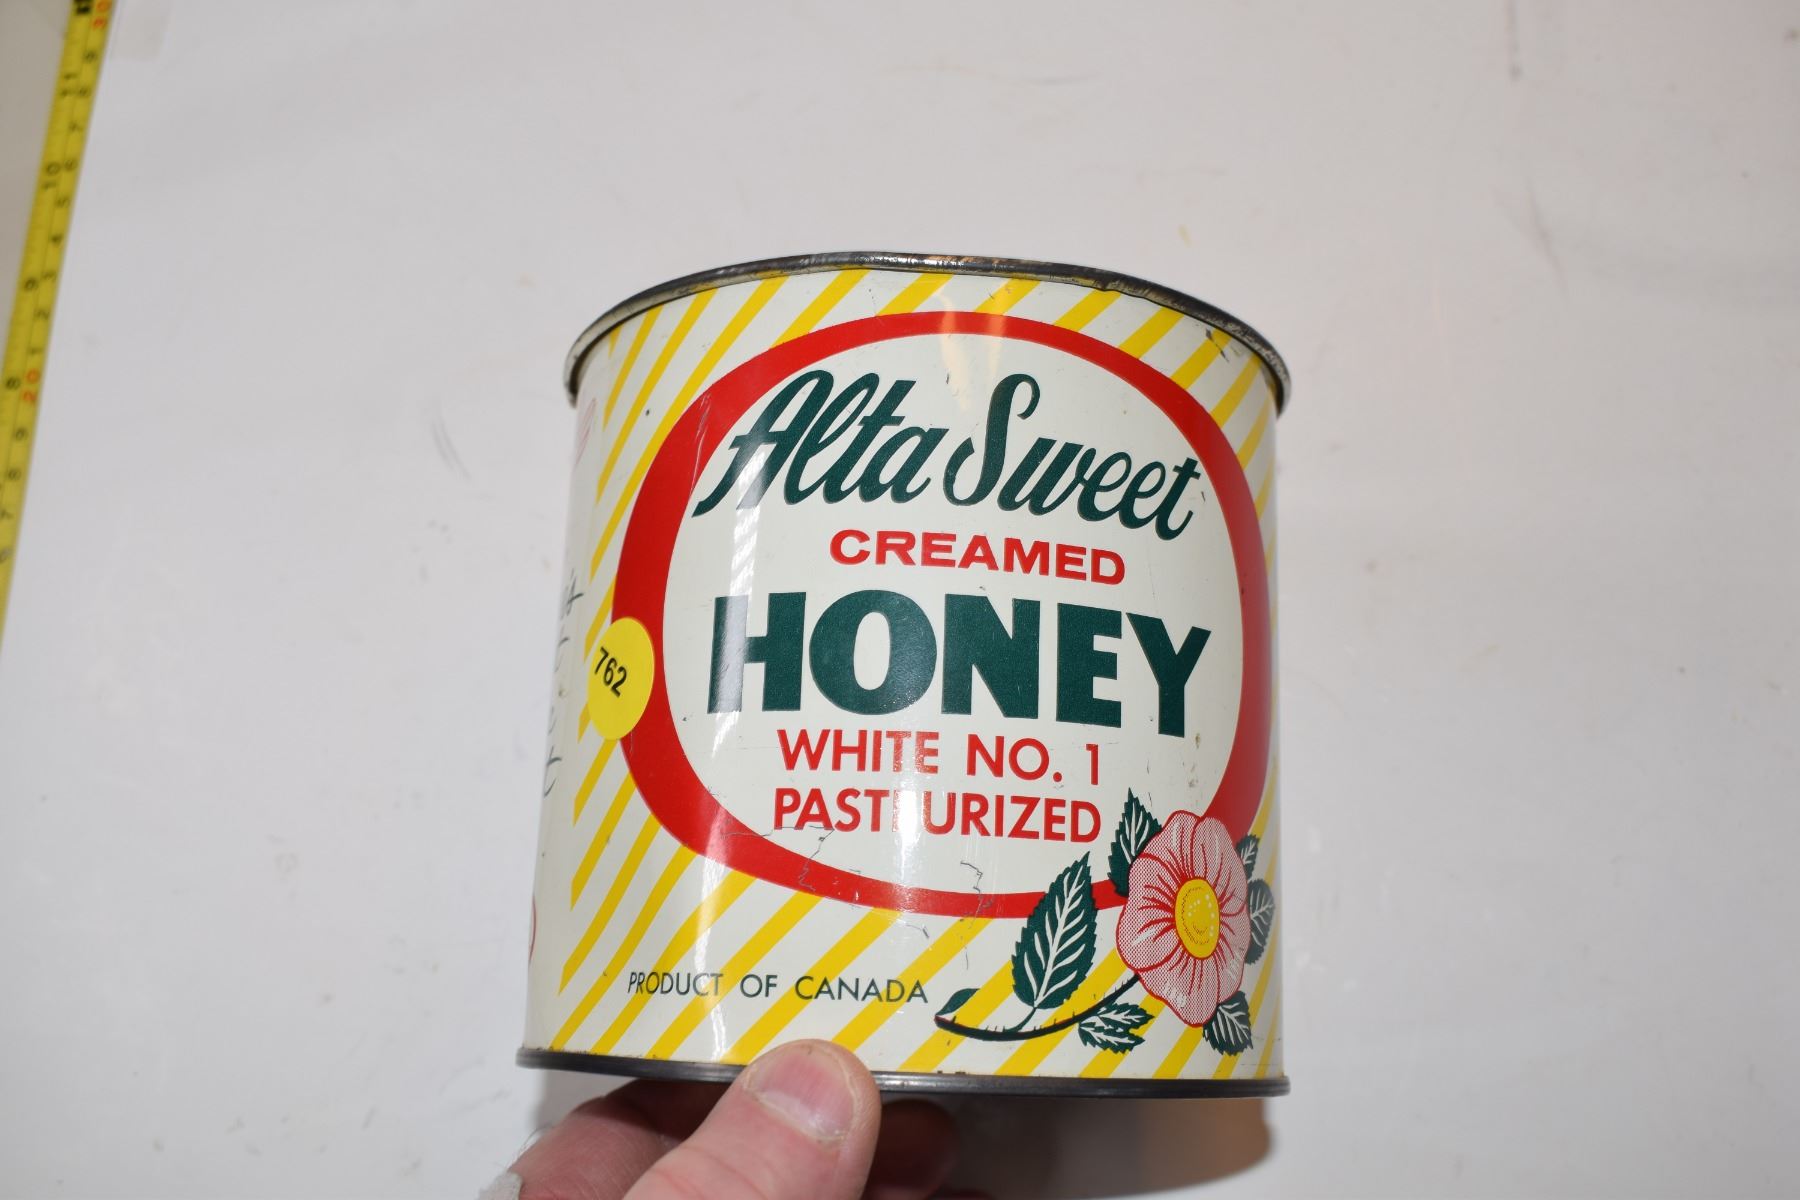 Alta Sweet
CREAMED
HONEY
WHITE NO. 1
PASTEURIZED
762
PRODUCT OF CANADA